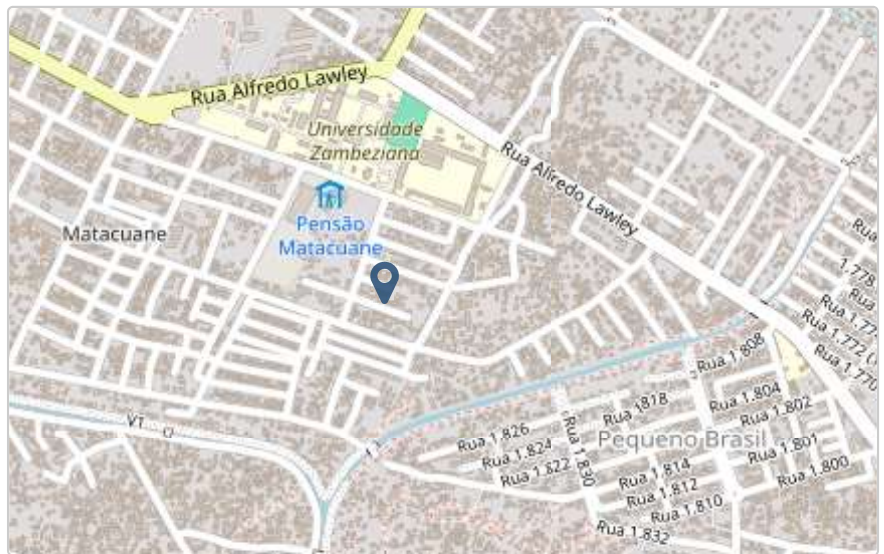 Rua Alfredo Lawley
Universidade
Zambeziana
Rua Alfredo Lawley
Pensão
Matacuane
Matacuane
Rua
1.778
Rua
Rua 1.772
Rua 1.770
Rua 1.808
Rua 1.804
Rua 1.802
Rua 1.818
Rua 1.826
Rua 1.824
Rua 1.822
Rua 1.830
Pequeno Brasil
Rua 1.801
Rua 1.800
Rua 1.814
Rua 1.812
Rua 1.810
Rua 1.832